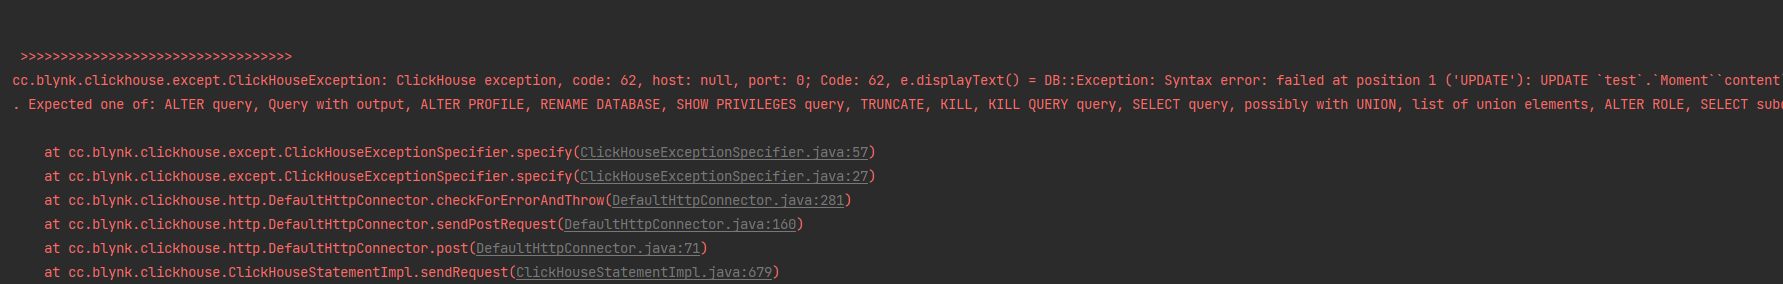 >>>>>>>>>>>>>>>>>>>>>>>>>>>>>>>>>>
cc.blynk.clickhouse.except.ClickHouseException: ClickHouse exception, code: 62, host: null, port: 0; Code: 62, e.displayText() = DB::Exception: Syntax error: failed at position 1 ('UPDATE'): UPDATE `test`.`Moment``content`
. Expected one of: ALTER query, Query with output, ALTER PROFILE, RENAME DATABASE, SHOW PRIVILEGES query, TRUNCATE, KILL, KILL QUERY query, SELECT query, possibly with UNION, list of union elements, ALTER ROLE, SELECT
at cc.blynk.clickhouse.except.ClickHouseExceptionSpecifier.specify(ClickHouseExceptionSpecifier.java:57)
at cc.blynk.clickhouse.except.ClickHouseExceptionSpecifier.specify(ClickHouseExceptionSpecifier.java:27)
at cc.blynk.clickhouse.http.DefaultHttpConnector.checkForErrorAndThrow(DefaultHttpConnector.java:281)
at cc.blynk.clickhouse.http.DefaultHttpConnector.sendPostRequest(DefaultHttpConnector.java:160)
at cc.blynk.clickhouse.http.DefaultHttpConnector.post(DefaultHttpConnector.java:71)
at cc.blynk.clickhouse.ClickHouseStatementImpl.sendRequest(ClickHouseStatementImpl.java:679)